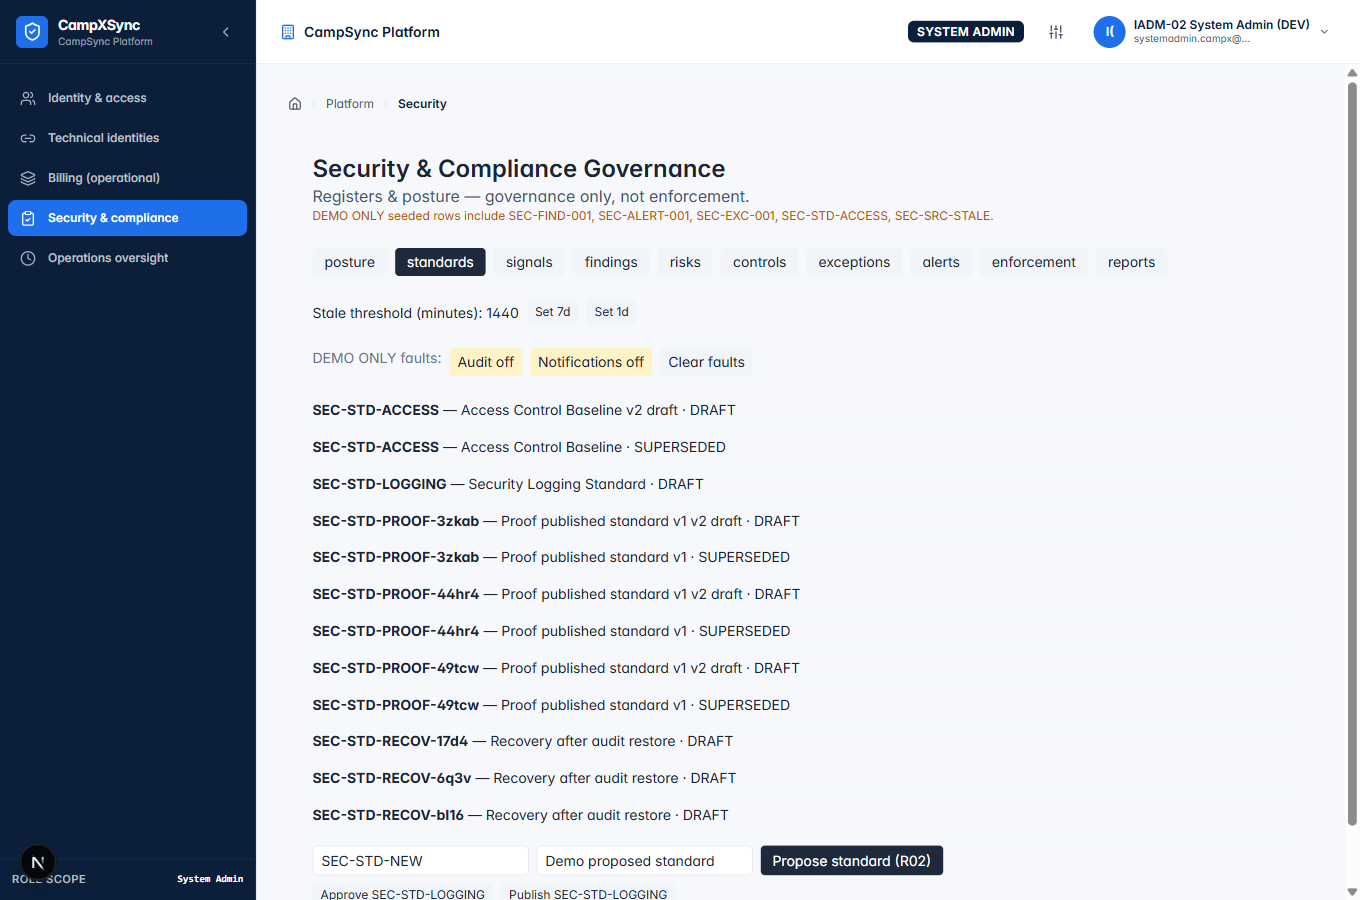 CampXSync
CampSync Platform
Identity & access
Technical identities
Billing (operational)
Security & compliance
Operations oversight
N
ROLE SCOPE
System Admin
CampSync Platform
SYSTEM ADMIN
I(
IADM-02 System Admin (DEV)
systemadmin.campx@...
Platform
Security
Security & Compliance Governance
Registers & posture — governance only, not enforcement.
DEMO ONLY seeded rows include SEC-FIND-001, SEC-ALERT-001, SEC-EXC-001, SEC-STD-ACCESS, SEC-SRC-STALE.
posture standards signals findings risks controls exceptions alerts enforcement reports
Stale threshold (minutes): 1440 Set 7d Set 1d
DEMO ONLY faults: Audit off Notifications off Clear faults
SEC-STD-ACCESS — Access Control Baseline v2 draft · DRAFT
SEC-STD-ACCESS — Access Control Baseline · SUPERSEDED
SEC-STD-LOGGING — Security Logging Standard · DRAFT
SEC-STD-PROOF-3zkab — Proof published standard v1 v2 draft · DRAFT
SEC-STD-PROOF-3zkab — Proof published standard v1 · SUPERSEDED
SEC-STD-PROOF-44hr4 — Proof published standard v1 v2 draft · DRAFT
SEC-STD-PROOF-44hr4 — Proof published standard v1 · SUPERSEDED
SEC-STD-PROOF-49tcw — Proof published standard v1 v2 draft · DRAFT
SEC-STD-PROOF-49tcw — Proof published standard v1 · SUPERSEDED
SEC-STD-RECOV-17d4 — Recovery after audit restore · DRAFT
SEC-STD-RECOV-6q3v — Recovery after audit restore · DRAFT
SEC-STD-RECOV-bl16 — Recovery after audit restore · DRAFT
SEC-STD-NEW Demo proposed standard Propose standard (R02)
Approve SEC-STD-LOGGING Publish SEC-STD-LOGGING